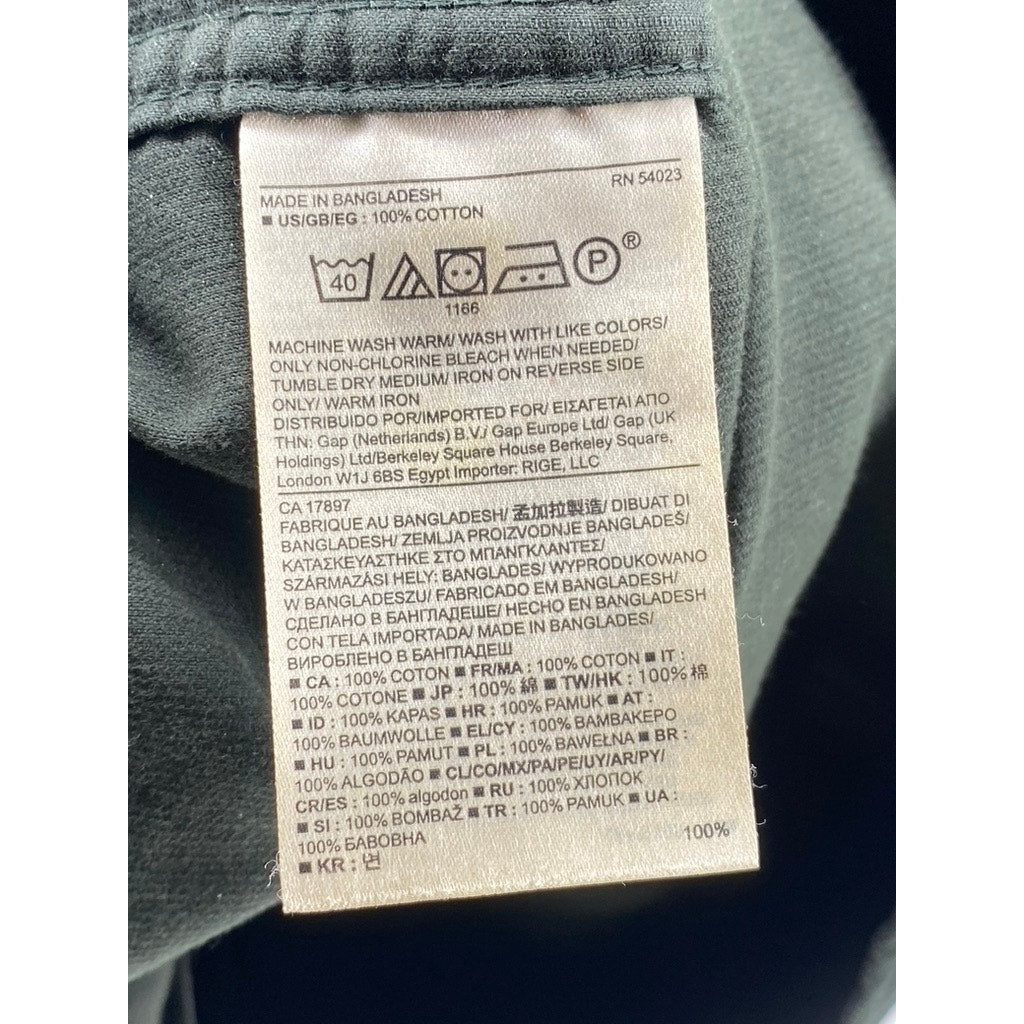 RN 54023
MADE IN BANGLADESH
■ US/GB/EG : 100% COTTON
40 P ®
1166
MACHINE WASH WARM/ WASH WITH LIKE COLORS/
ONLY NON-CHLORINE BLEACH WHEN NEEDED/
TUMBLE DRY MEDIUM/ IRON ON REVERSE SIDE
ONLY/ WARM IRON
DISTRIBUIDO POR/IMPORTED FOR/ ΕΙΣΑΓΕΤΑΙ ΑΠΟ
ΤΗΝ: Gap (Netherlands) B.V./ Gap Europe Ltd/ Gap (UK
Holdings) Ltd/Berkeley Square House Berkeley Square,
London W1J 6BS Egypt Importer: RIGE, LLC
CA 17897
FABRIQUE AU BANGLADESH/ 孟加拉製造/ DIBUAT DI
BANGLADESH/ ZEMLJA PROIZVODNJE BANGLADEŠ/
ΚΑΤΑΣΚΕΥΑΣΤΗΚΕ ΣΤΟ ΜΠΑΝΓΚΛΑΝΤΕΣ/
SZÁRMAZÁSI HELY: BANGLADES/ WYPRODUKOWANO
W BANGLADESZU/ FABRICADO EM BANGLADESH/
СДЕЛАНО В БАНГЛАДЕШЕ/ HECHO EN BANGLADESH
CON TELA IMPORTADA/ MADE IN BANGLADES/
ВИРОБЛЕНО В БАНГЛАДЕШ
■ CA : 100% COTON ■ FR/MA : 100% COTON ■ IT :
100% COTONE ■ JP : 100% 綿 ■ TW/HK : 100% 棉
■ ID : 100% KAPAS ■ HR : 100% PAMUK ■ AT :
100% BAUMWOLLE ■ EL/CY : 100% ΒΑΜΒΑΚΕΡΟ
■ HU : 100% PAMUT ■ PL : 100% BAWEŁNA ■ BR :
100% ALGODÃO ■ CL/CO/MX/PA/PE/UY/AR/PY/
CR/ES : 100% algodon ■ RU : 100% ХЛОПОК
■ SI : 100% BOMBAŽ ■ TR : 100% PAMUK ■ UA :
100% БАВОВНА
■ KR : 면 100%